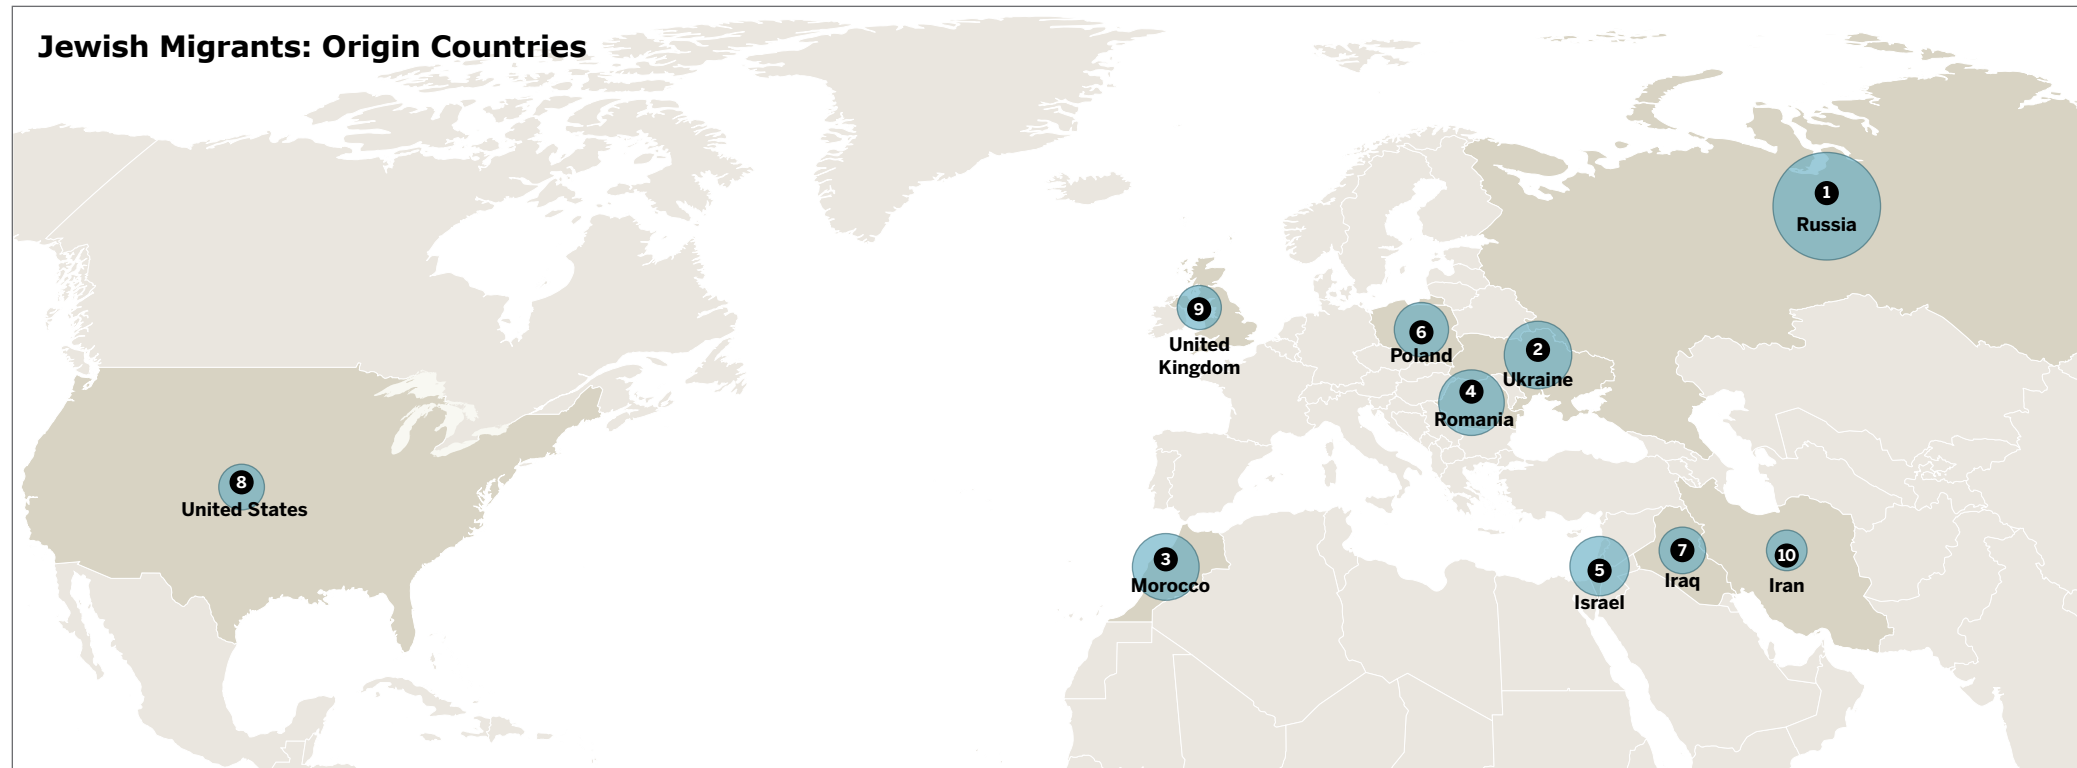 Jewish Migrants: Origin Countries
1
Russia
9
United
Kingdom
6
Poland
2
Ukraine
4
Romania
8
United States
3
Morocco
5
Israel
7
Iraq
10
Iran